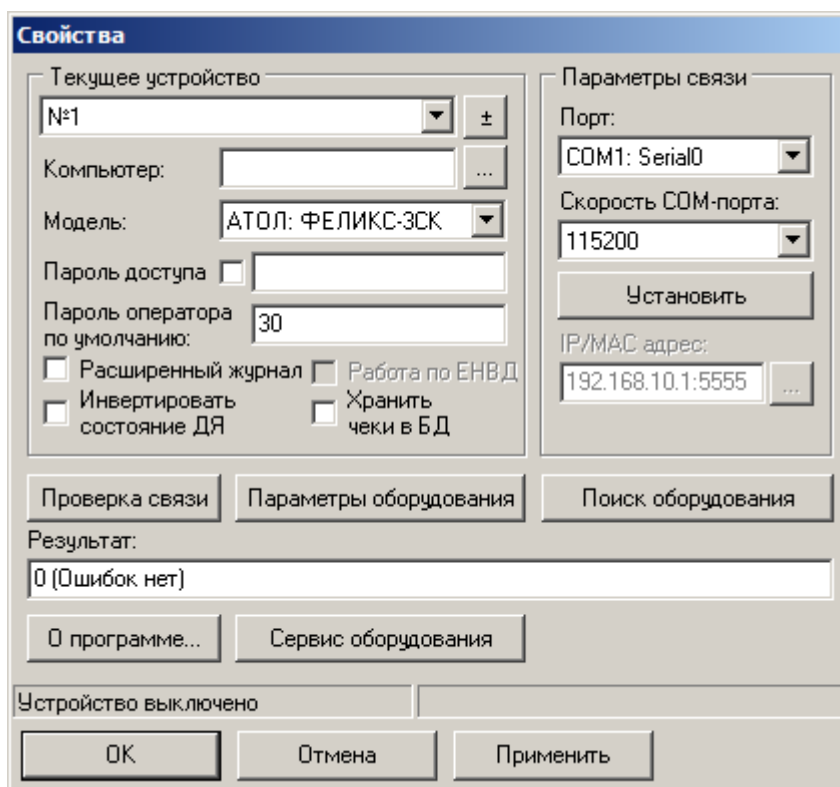 Свойства
Текущее устройство
№1
±
Компьютер:
...
Модель:
АТОЛ: ФЕЛИКС-3СК
Пароль доступа
Пароль оператора
по умолчанию:
30
Расширенный журнал
Работа по ЕНВД
Инвертировать
состояние ДЯ
Хранить
чеки в БД
Параметры связи
Порт:
COM1: Serial0
Скорость COM-порта:
115200
Установить
IP/MAC адрес:
192.168.10.1:5555
...
Проверка связи
Параметры оборудования
Поиск оборудования
Результат:
0 (Ошибок нет)
О программе...
Сервис оборудования
Устройство выключено
OK
Отмена
Применить